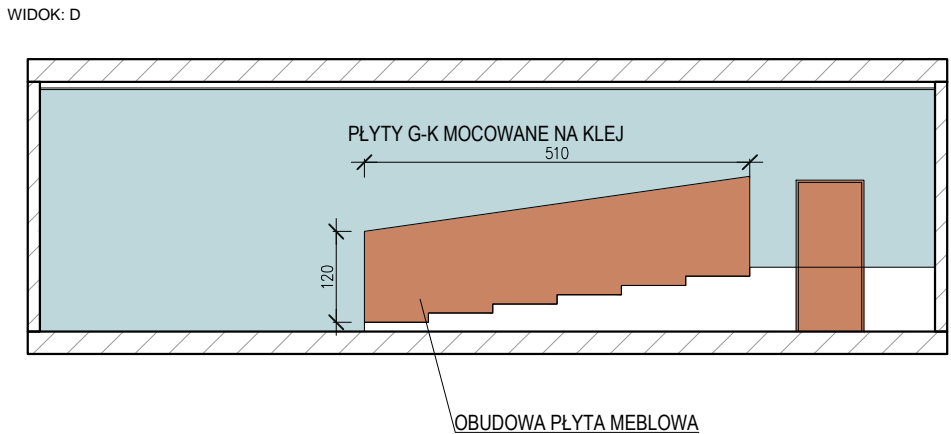 WIDOK: D
PŁYTY G-K MOCOWANE NA KLEJ
510
120
OBUDOWA PŁYTA MEBLOWA